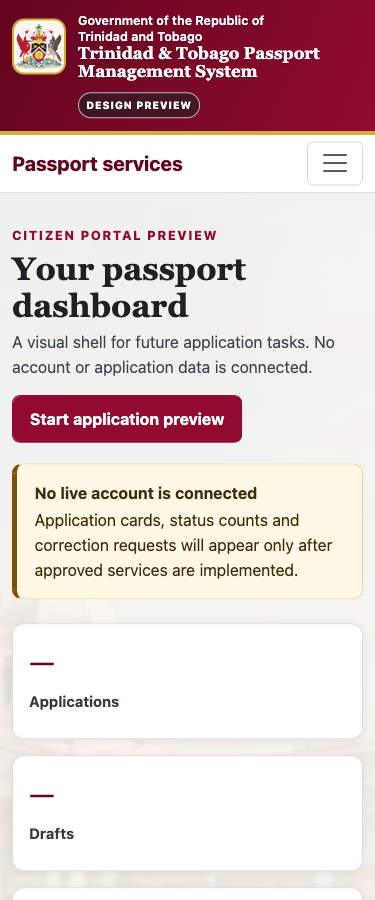 Government of the Republic of
Trinidad and Tobago
Trinidad & Tobago Passport
Management System
DESIGN PREVIEW
Passport services
CITIZEN PORTAL PREVIEW
Your passport
dashboard
A visual shell for future application tasks. No
account or application data is connected.
Start application preview
No live account is connected
Application cards, status counts and
correction requests will appear only after
approved services are implemented.
—
Applications
—
Drafts